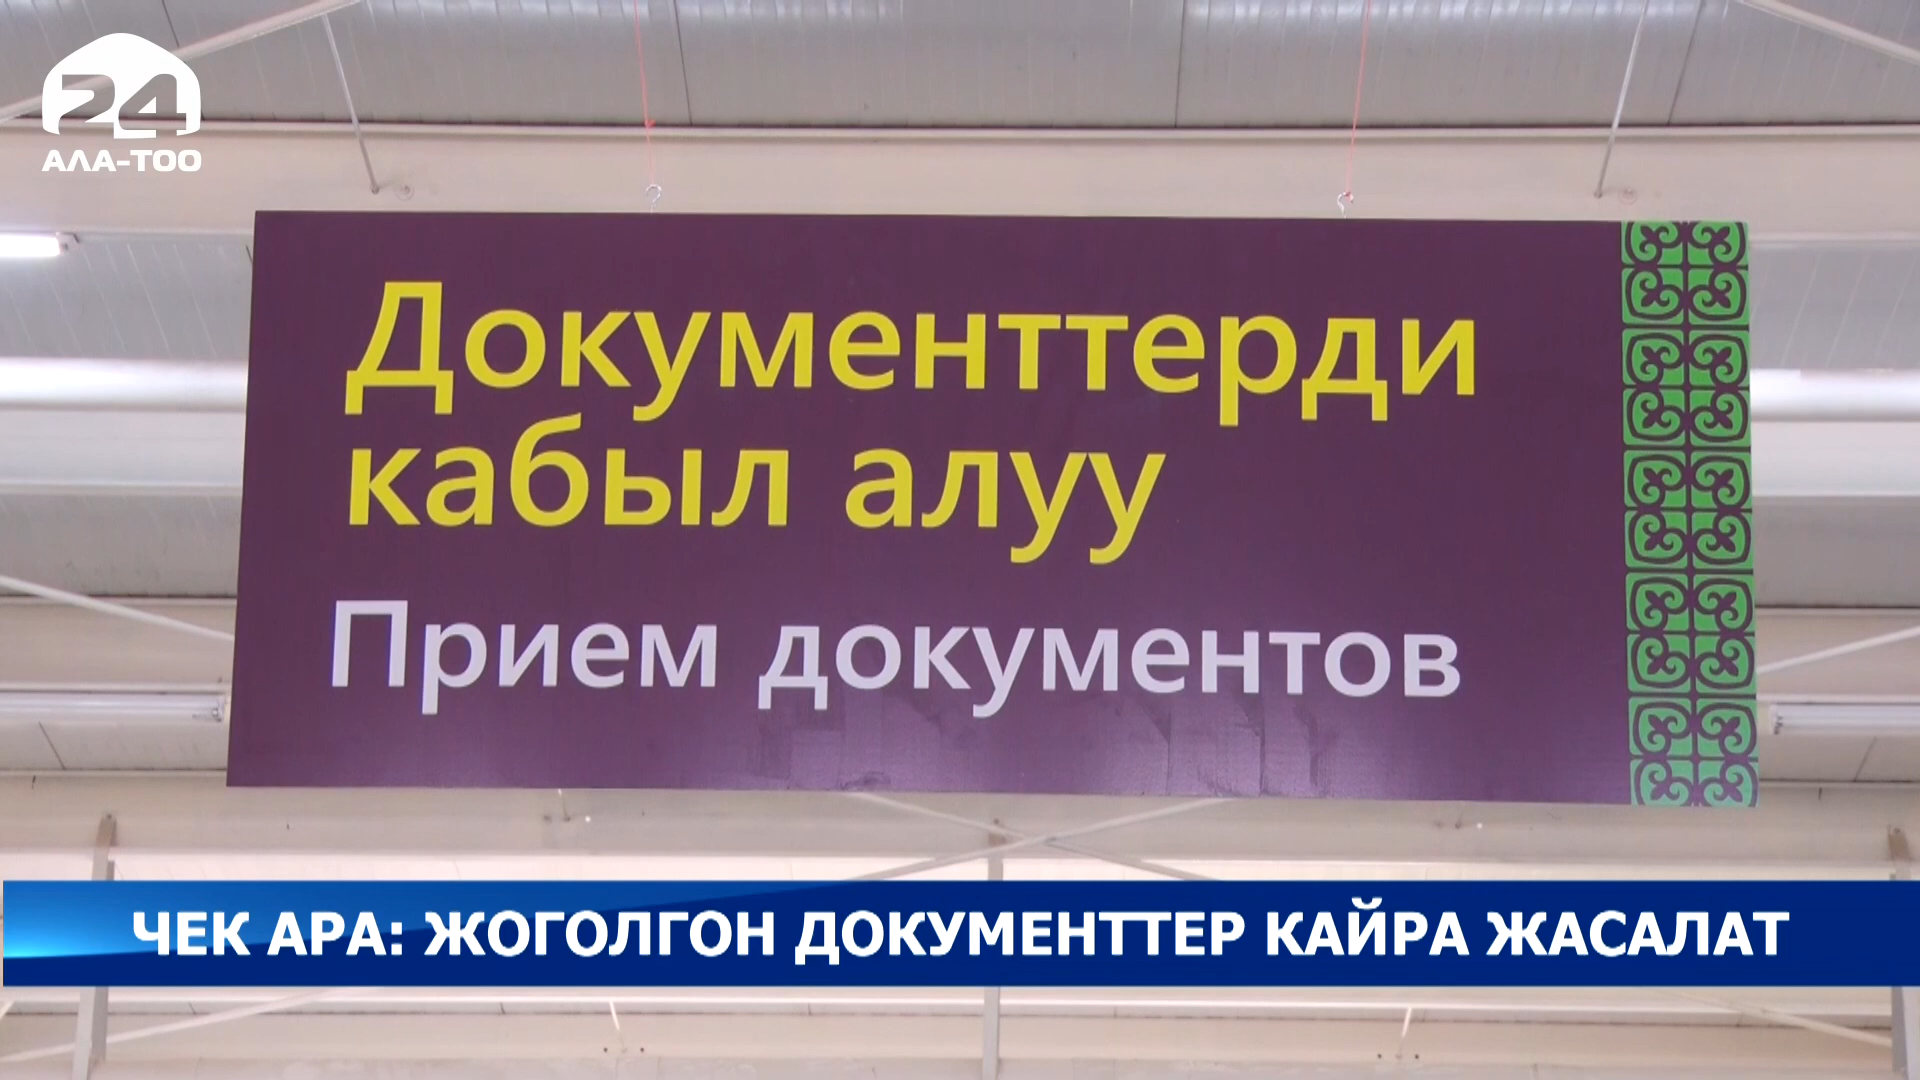 24
АЛА-ТОО
Документтерди
кабыл алуу
Прием документов
ЧЕК АРА: ЖОГОЛГОН ДОКУМЕНТТЕР КАЙРА ЖАСАЛАТ